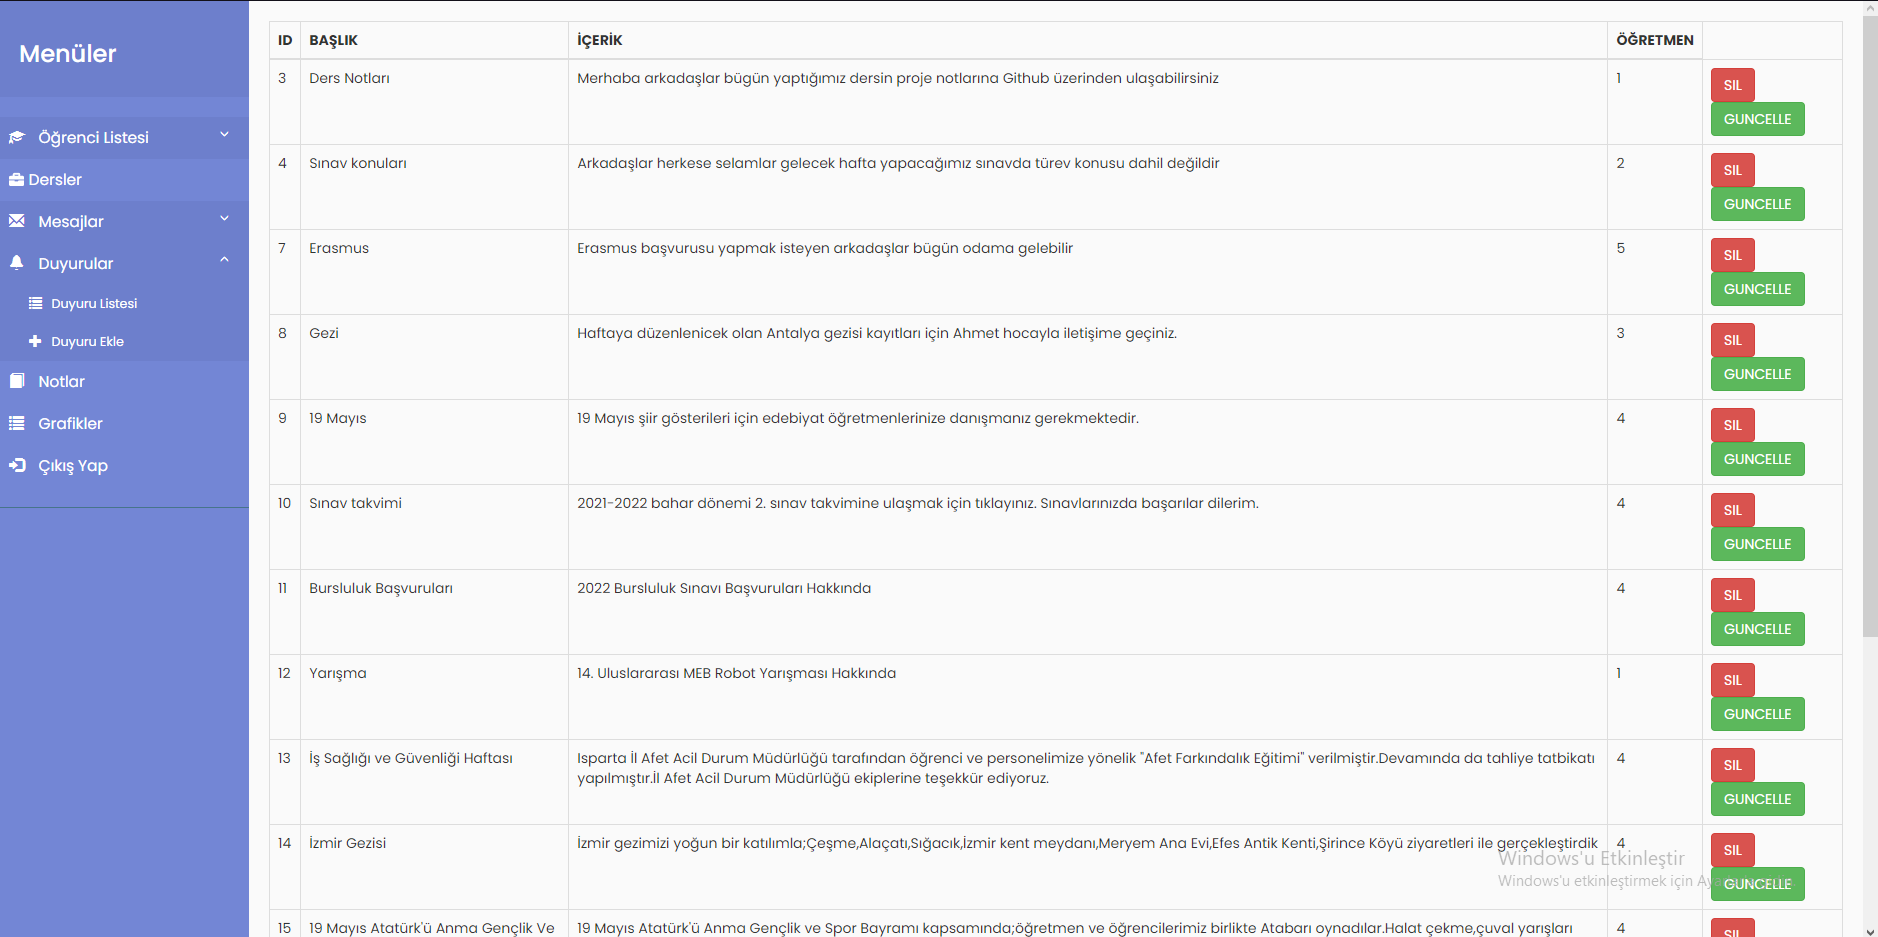 Menüler
Öğrenci Listesi
Dersler
Mesajlar
Duyurular
Duyuru Listesi
Duyuru Ekle
Notlar
Grafikler
Çıkış Yap
ID BAŞLIK İÇERİK ÖĞRETMEN
3 Ders Notları Merhaba arkadaşlar bügün yaptığımız dersin proje notlarına Github üzerinden ulaşabilirsiniz 1 SIL
GUNCELLE
4 Sınav konuları Arkadaşlar herkese selamlar gelecek hafta yapacağımız sınavda türev konusu dahil değildir 2 SIL
GUNCELLE
7 Erasmus Erasmus başvurusu yapmak isteyen arkadaşlar bügün odama gelebilir 5 SIL
GUNCELLE
8 Gezi Haftaya düzenlenicek olan Antalya gezisi kayıtları için Ahmet hocayla iletişime geçiniz. 3 SIL
GUNCELLE
9 19 Mayıs 19 Mayıs şiir gösterileri için edebiyat öğretmenlerinize danışmanız gerekmektedir. 4 SIL
GUNCELLE
10 Sınav takvimi 2021-2022 bahar dönemi 2. sınav takvimine ulaşmak için tıklayınız. Sınavlarınızda başarılar dilerim. 4 SIL
GUNCELLE
11 Bursluluk Başvuruları 2022 Bursluluk Sınavı Başvuruları Hakkında 4 SIL
GUNCELLE
12 Yarışma 14. Uluslararası MEB Robot Yarışması Hakkında 1 SIL
GUNCELLE
13 İş Sağlığı ve Güvenliği Haftası Isparta İl Afet Acil Durum Müdürlüğü tarafından öğrenci ve personelimize yönelik "Afet Farkındalık Eğitimi" verilmiştir.Devamında da tahliye tatbikatı 4 SIL
yapılmıştır.İl Afet Acil Durum Müdürlüğü ekiplerine teşekkür ediyoruz.
GUNCELLE
14 İzmir Gezisi İzmir gezimizi yoğun bir katılımla;Çeşme,Alaçatı,Sığacık,İzmir kent meydanı,Meryem Ana Evi,Efes Antik Kenti,Şirince Köyü ziyaretleri ile gerçekleştirdik 4 SIL
GUNCELLE
Windows'u Etkinleştir
Windows'u etkinleştirmek için
15 19 Mayıs Atatürk'ü Anma Gençlik Ve 19 Mayıs Atatürk'ü Anma Gençlik ve Spor Bayramı kapsamında;öğretmen ve öğrencilerimiz birlikte Atabarı oynadılar.Halat çekme,çuval yarışları 4 SIL